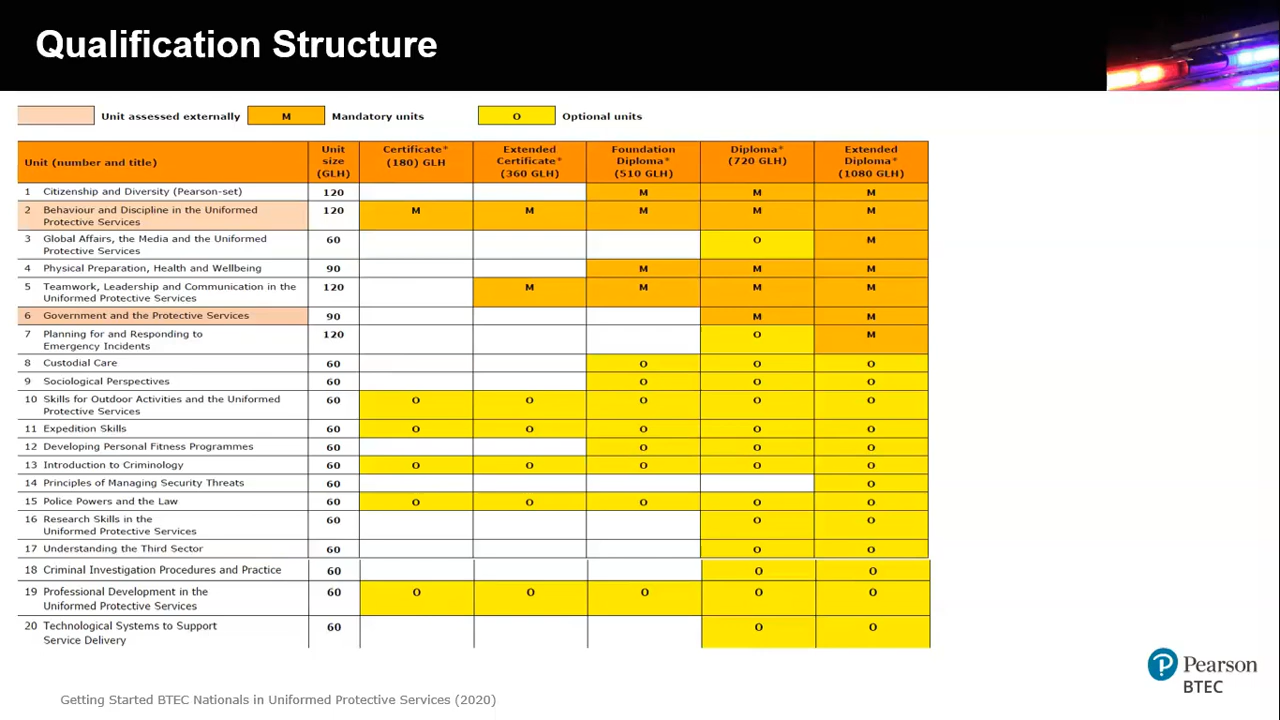 Qualification Structure
Unit assessed externally M Mandatory units O Optional units
Unit (number and title) Unit size (GLH) Certificate* (180) GLH Extended Certificate* (360 GLH) Foundation Diploma* (510 GLH) Diploma* (720 GLH) Extended Diploma* (1080 GLH)
1 Citizenship and Diversity (Pearson-set) 120 M M M
2 Behaviour and Discipline in the Uniformed Protective Services 120 M M M M M
3 Global Affairs, the Media and the Uniformed Protective Services 60 O M
4 Physical Preparation, Health and Wellbeing 90 M M M
5 Teamwork, Leadership and Communication in the Uniformed Protective Services 120 M M M M
6 Government and the Protective Services 90 M M
7 Planning for and Responding to Emergency Incidents 120 O M
8 Custodial Care 60 O O O
9 Sociological Perspectives 60 O O O
10 Skills for Outdoor Activities and the Uniformed Protective Services 60 O O O O O
11 Expedition Skills 60 O O O O O
12 Developing Personal Fitness Programmes 60 O O O
13 Introduction to Criminology 60 O O O O O
14 Principles of Managing Security Threats 60 O
15 Police Powers and the Law 60 O O O O O
16 Research Skills in the Uniformed Protective Services 60 O O
17 Understanding the Third Sector 60 O O
18 Criminal Investigation Procedures and Practice 60 O O
19 Professional Development in the Uniformed Protective Services 60 O O O O O
20 Technological Systems to Support Service Delivery 60 O O
Pearson
BTEC
Getting Started BTEC Nationals in Uniformed Protective Services (2020)